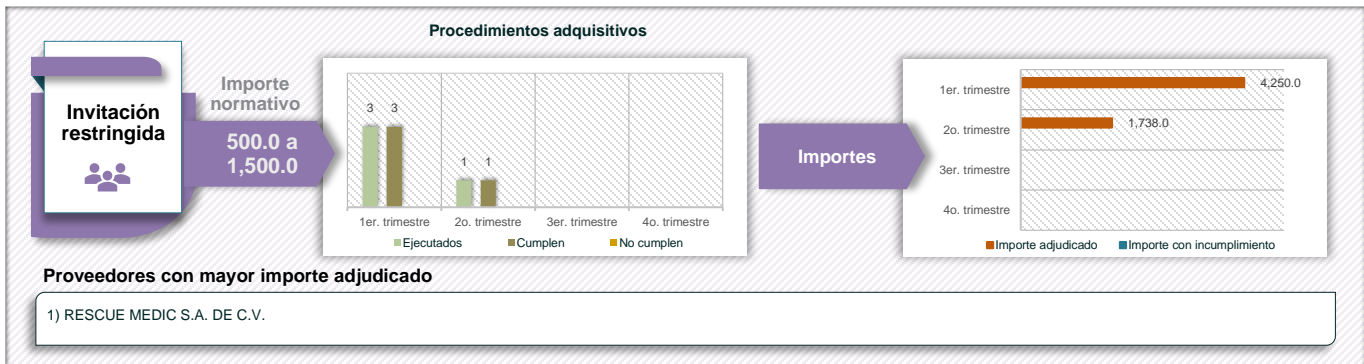 Procedimientos adquisitivos
Invitación
restringida
Importe
normativo
500.0 a
1,500.0
3 3
1 1
1er. trimestre 2o. trimestre 3er. trimestre 4o. trimestre
Ejecutados Cumplen No cumplen
Importes
1er. trimestre 4,250.0
2o. trimestre 1,738.0
3er. trimestre
4o. trimestre
Importe adjudicado Importe con incumplimiento
Proveedores con mayor importe adjudicado
1) RESCUE MEDIC S.A. DE C.V.